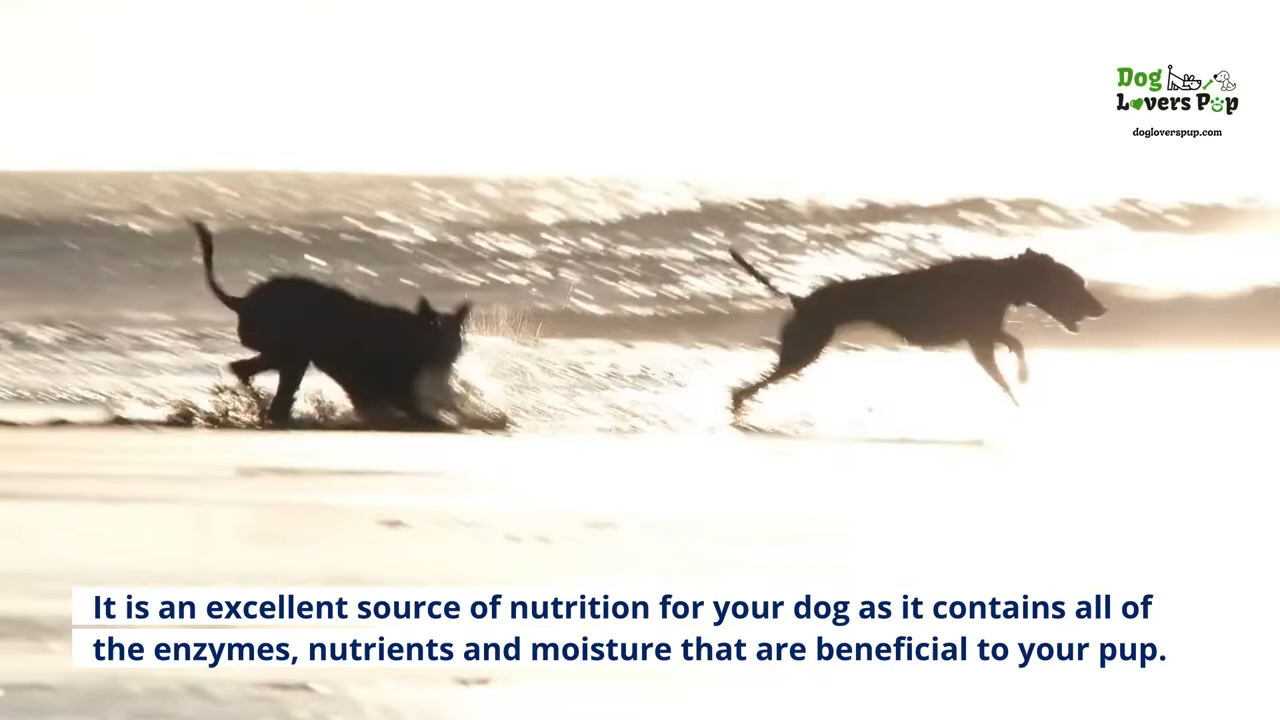 Dog
Lovers Pup
dogloverspup.com
It is an excellent source of nutrition for your dog as it contains all of
the enzymes, nutrients and moisture that are beneficial to your pup.